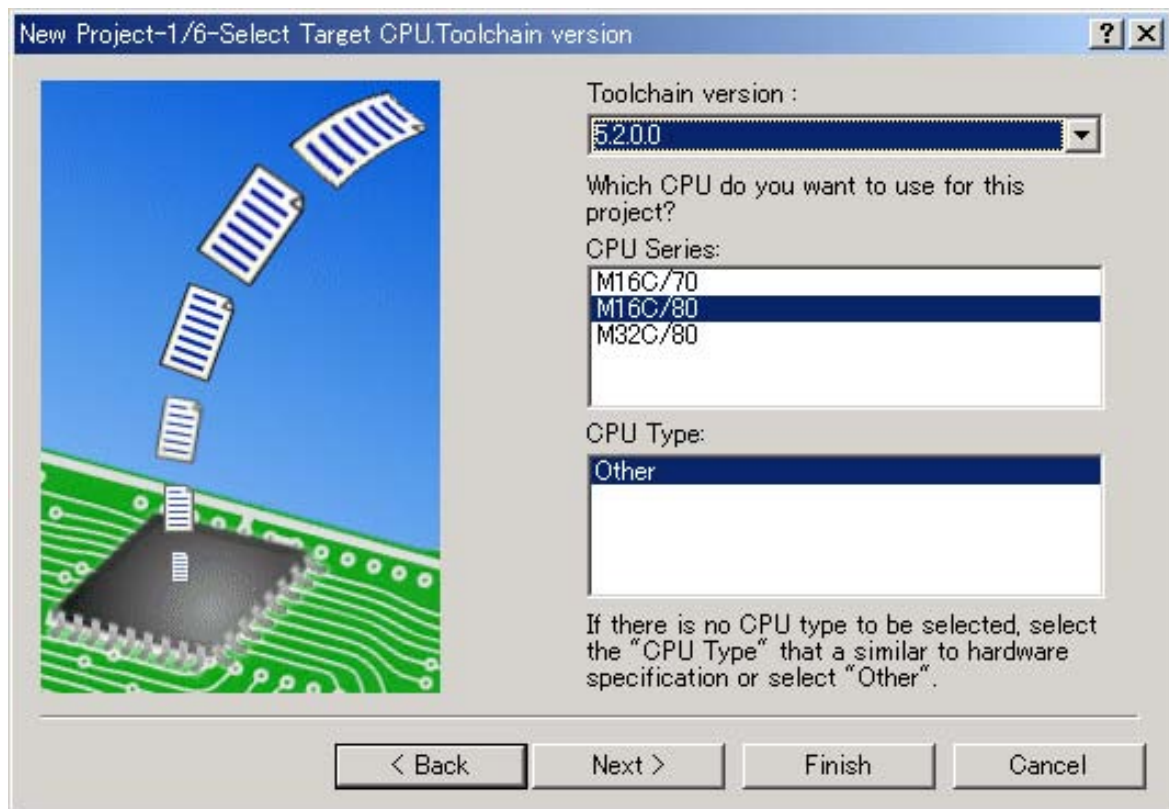 New Project-1/6-Select Target CPU.Toolchain version
Toolchain version :
5.2.0.0
Which CPU do you want to use for this
project?
CPU Series:
M16C/70
M16C/80
M32C/80
CPU Type:
Other
If there is no CPU type to be selected, select
the "CPU Type" that a similar to hardware
specification or select "Other".
< Back
Next >
Finish
Cancel